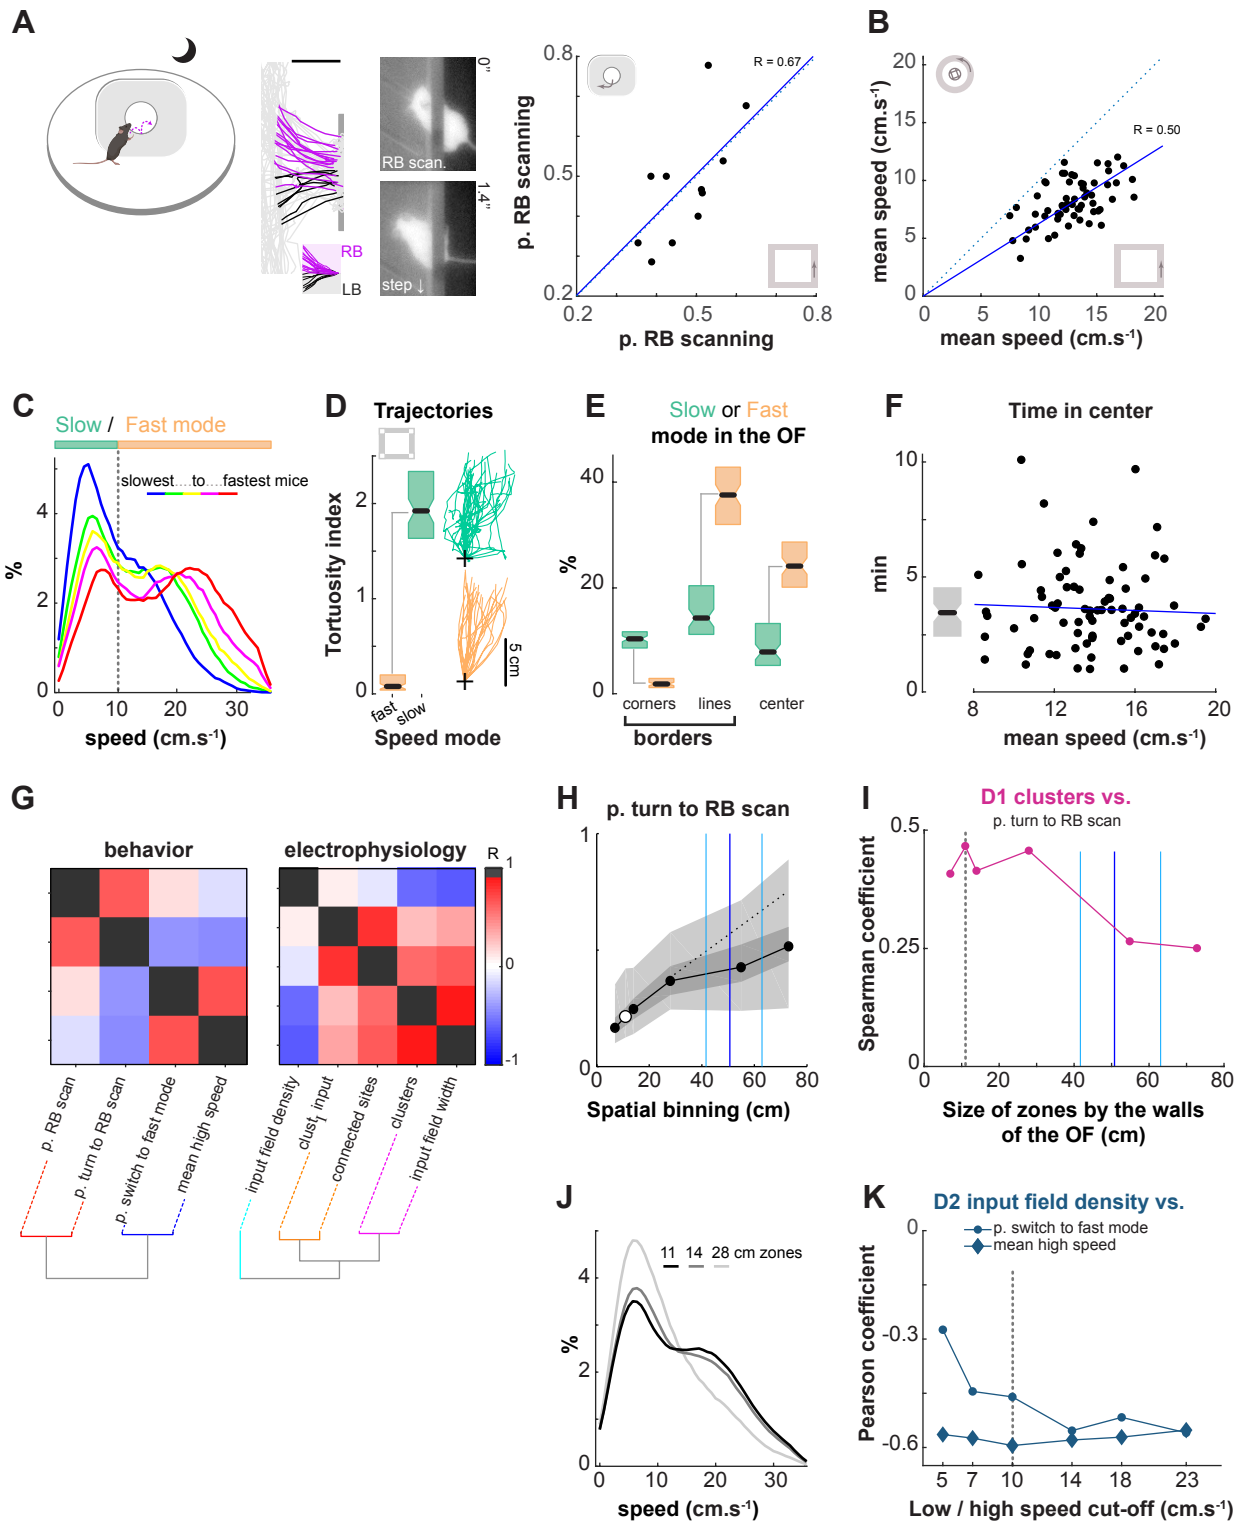 A
RB
LB
RB scan.
0"
step ↓
1.4"
p. RB scanning
0.8
0.5
0.2
R = 0.67
0.2
0.5
0.8
p. RB scanning
B
mean speed (cm.s-1)
20
15
10
5
0
R = 0.50
0
5
10
15
20
mean speed (cm.s-1)
C
Slow / Fast mode
slowest.....to.....fastest mice
%
4
2
0
0
10
20
30
speed (cm.s-1)
D
Trajectories
Tortuosity index
2
1
0
5 cm
fast
slow
Speed mode
E
Slow or Fast
mode in the OF
%
40
20
0
corners
lines
center
borders
F
Time in center
min
10
5
0
8
12
16
20
mean speed (cm.s-1)
G
behavior
electrophysiology
R
1
0
-1
p. RB scan
p. turn to RB scan
p. switch to fast mode
mean high speed
input field density
clust. input
connected sites
clusters
input field width
H
p. turn to RB scan
1
0
0
20
40
60
80
Spatial binning (cm)
I
D1 clusters vs.
p. turn to RB scan
Spearman coefficient
0.5
0.25
0
0
20
40
60
80
Size of zones by the walls
of the OF (cm)
J
11 14 28 cm zones
%
4
2
0
0
10
20
30
speed (cm.s-1)
K
D2 input field density vs.
p. switch to fast mode
mean high speed
Pearson coefficient
0
-0.3
-0.6
5
7
10
14
18
23
Low / high speed cut-off (cm.s-1)